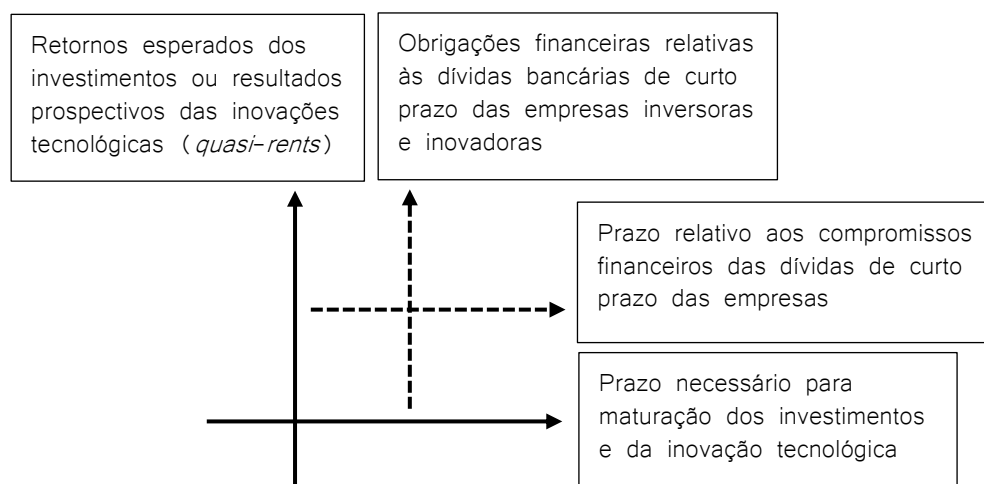 Retornos esperados dos
investimentos ou resultados
prospectivos das inovações
tecnológicas (quasi-rents)
Obrigações financeiras relativas
às dívidas bancárias de curto
prazo das empresas inversoras
e inovadoras
Prazo relativo aos compromissos
financeiros das dívidas de curto
prazo das empresas
Prazo necessário para
maturação dos investimentos
e da inovação tecnológica